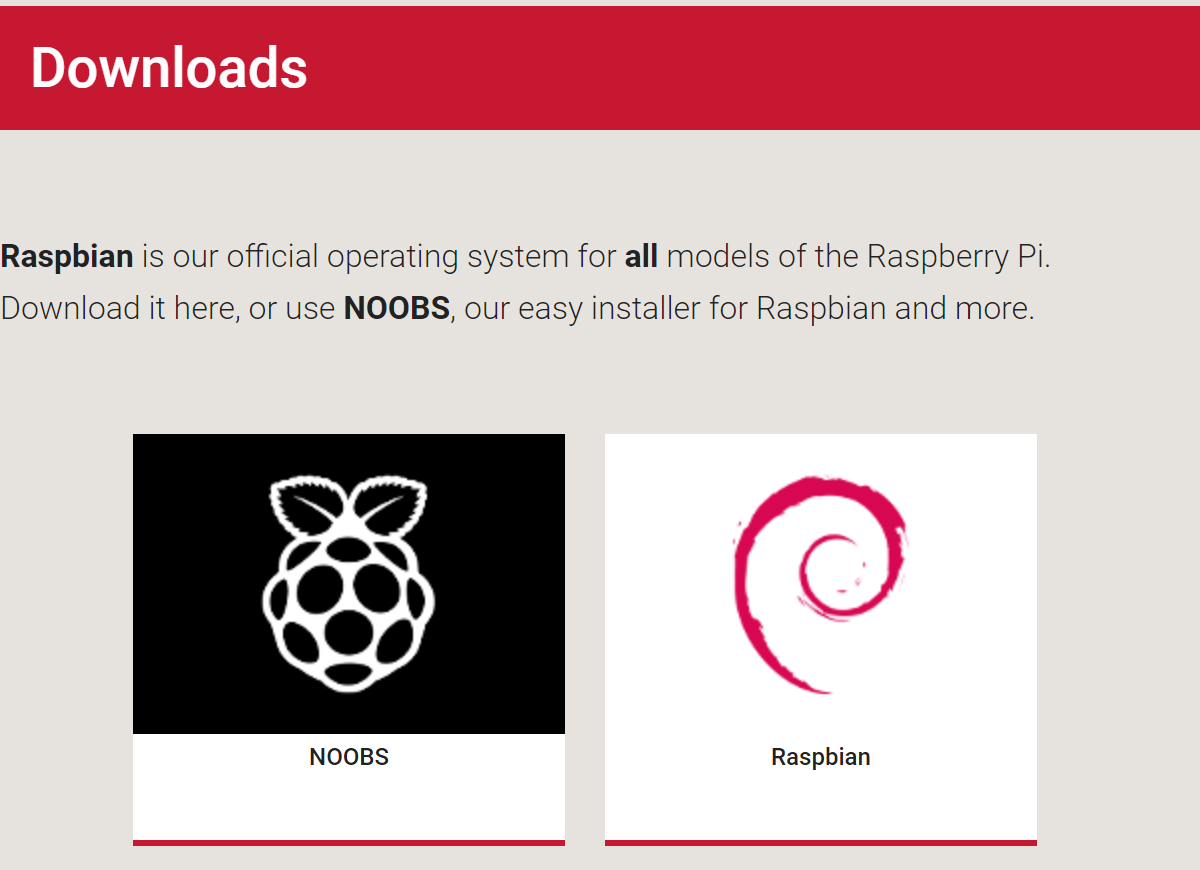 Downloads
Raspbian is our official operating system for all models of the Raspberry Pi.
Download it here, or use NOOBS, our easy installer for Raspbian and more.
NOOBS
Raspbian